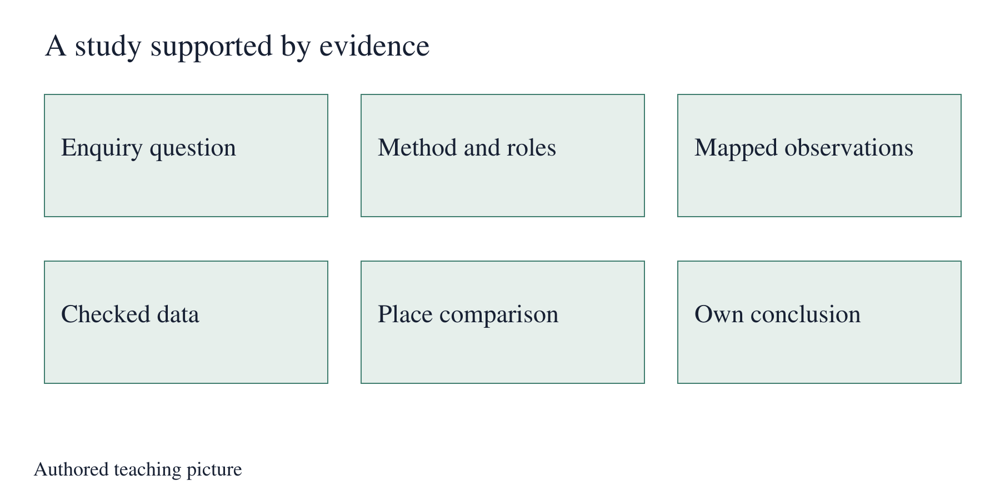 A study supported by evidence
Enquiry question
Method and roles
Mapped observations
Checked data
Place comparison
Own conclusion
Authored teaching picture